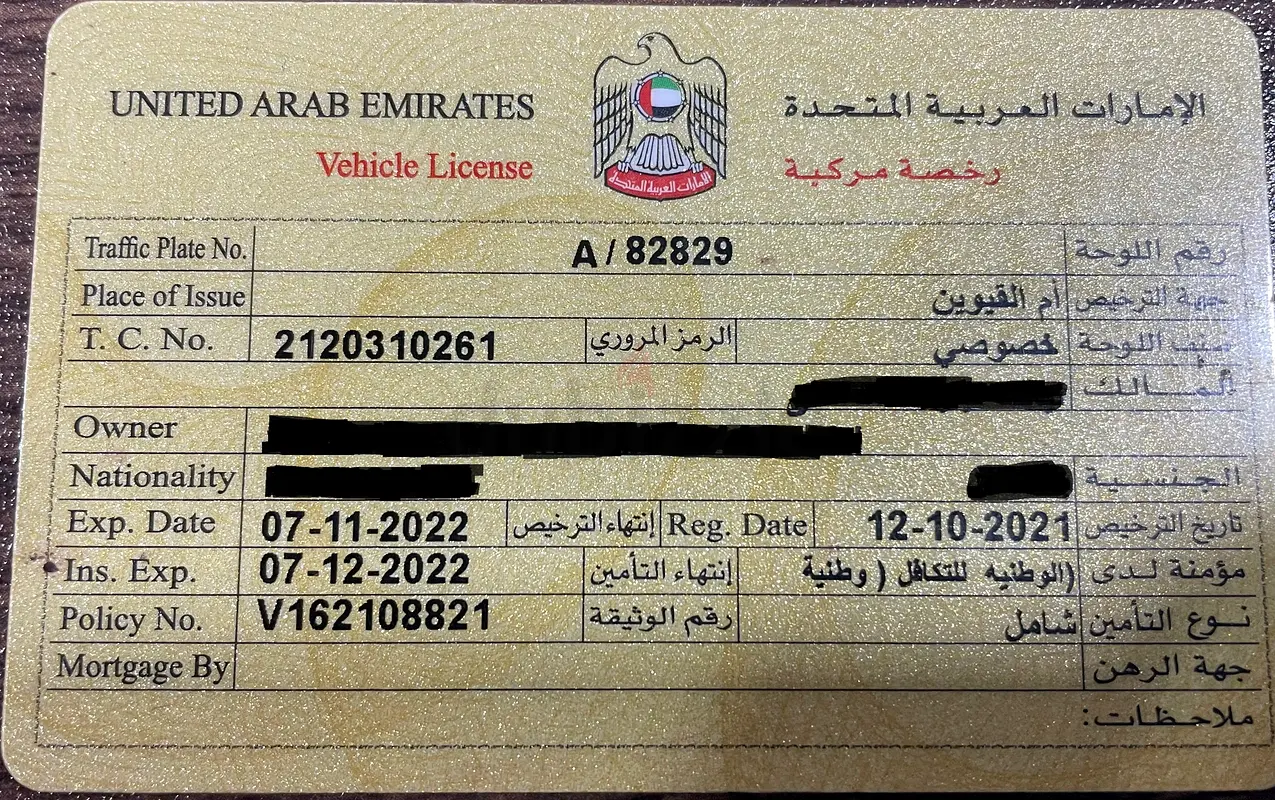 UNITED ARAB EMIRATES الإمارات العربية المتحدة
Vehicle License رخصة مركبة
الإمارات العربية المتحدة
Traffic Plate No. A / 82829 رقم اللوحة
Place of Issue أم القيوين جهة الترخيص
T. C. No. 2120310261 الرمز المروري خصوصي صنف اللوحة
المالك
Owner
Nationality الجنسية
Exp. Date 07-11-2022 إنتهاء الترخيص Reg. Date 12-10-2021 تاريخ الترخيص
Ins. Exp. 07-12-2022 إنتهاء التأمين (الوطنيه للتكافل ( وطنية مؤمنة لدى
Policy No. V162108821 رقم الوثيقة شامل نوع التأمين
Mortgage By جهة الرهن
ملاحظات: